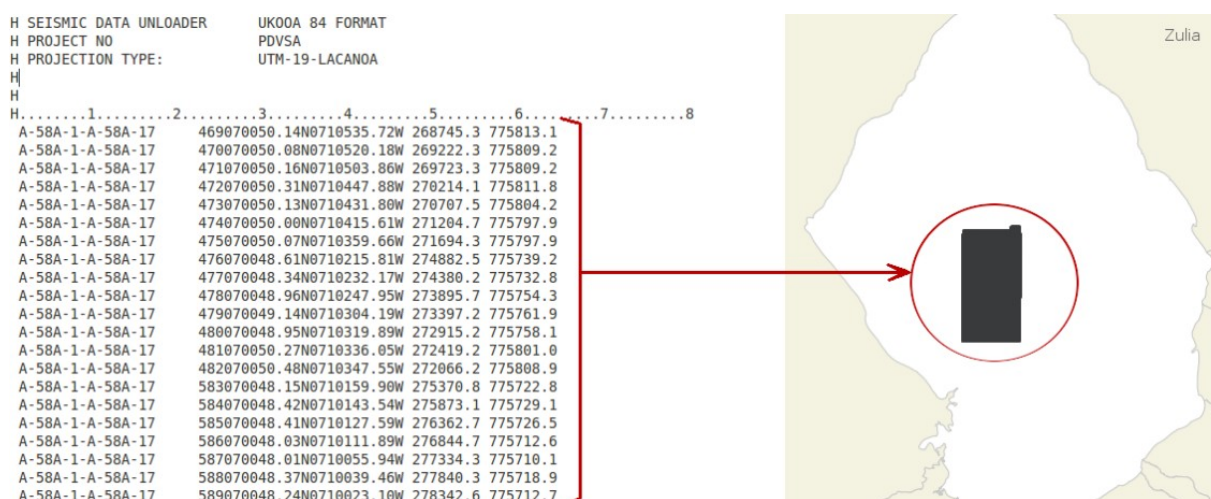 H SEISMIC DATA UNLOADER UKOOA 84 FORMAT
H PROJECT NO PDVSA
H PROJECTION TYPE: UTM-19-LACANOA
H
H
H........1.........2.........3.........4.........5.........6.........7.........8
A-58A-1-A-58A-17 469070050.14N0710535.72W 268745.3 775813.1
A-58A-1-A-58A-17 470070050.08N0710520.18W 269222.3 775809.2
A-58A-1-A-58A-17 471070050.16N0710503.86W 269723.3 775809.2
A-58A-1-A-58A-17 472070050.31N0710447.88W 270214.1 775811.8
A-58A-1-A-58A-17 473070050.13N0710431.80W 270707.5 775804.2
A-58A-1-A-58A-17 474070050.00N0710415.61W 271204.7 775797.9
A-58A-1-A-58A-17 475070050.07N0710359.66W 271694.3 775797.9
A-58A-1-A-58A-17 476070048.61N0710215.81W 274882.5 775739.2
A-58A-1-A-58A-17 477070048.34N0710232.17W 274380.2 775732.8
A-58A-1-A-58A-17 478070048.96N0710247.95W 273895.7 775754.3
A-58A-1-A-58A-17 479070049.14N0710304.19W 273397.2 775761.9
A-58A-1-A-58A-17 480070048.95N0710319.89W 272915.2 775758.1
A-58A-1-A-58A-17 481070050.27N0710336.05W 272419.2 775801.0
A-58A-1-A-58A-17 482070050.48N0710347.55W 272066.2 775808.9
A-58A-1-A-58A-17 583070048.15N0710159.90W 275370.8 775722.8
A-58A-1-A-58A-17 584070048.42N0710143.54W 275873.1 775729.1
A-58A-1-A-58A-17 585070048.41N0710127.59W 276362.7 775726.5
A-58A-1-A-58A-17 586070048.03N0710111.89W 276844.7 775712.6
A-58A-1-A-58A-17 587070048.01N0710055.94W 277334.3 775710.1
A-58A-1-A-58A-17 588070048.37N0710039.46W 277840.3 775718.9
A-58A-1-A-58A-17 589070048.24N0710023.10W 278342.6 775712.7
Zulia